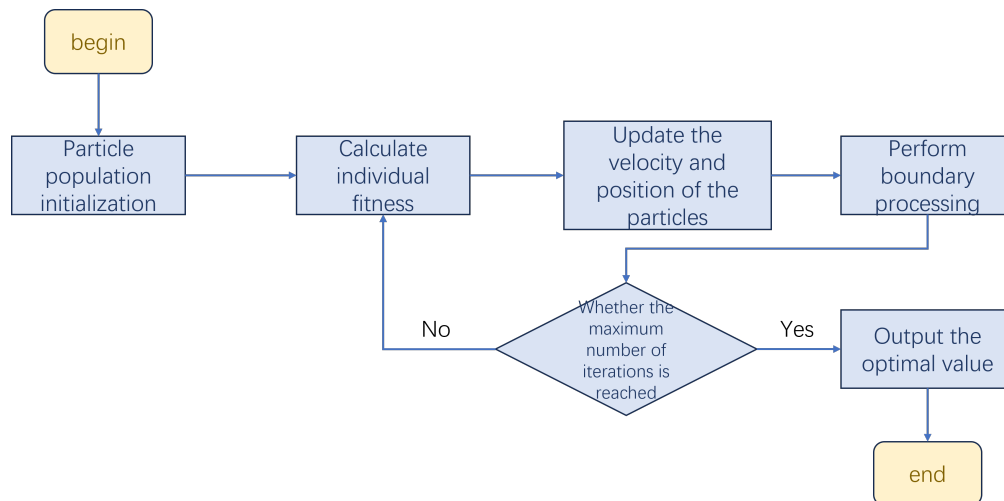 begin
Particle
population
initialization
Calculate
individual
fitness
Update the
velocity and
position of the
particles
Perform
boundary
processing
Whether the
maximum
number of
iterations is
reached
No
Yes
Output the
optimal value
end